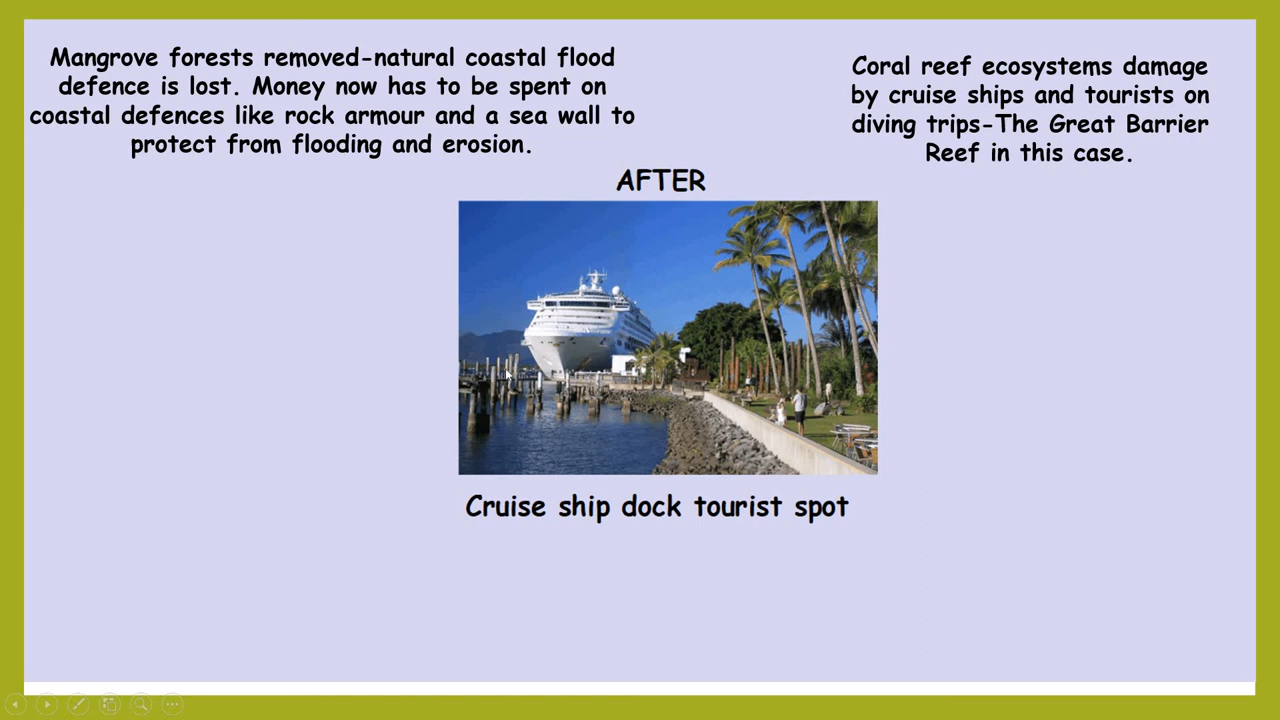 Mangrove forests removed-natural coastal flood
defence is lost. Money now has to be spent on
coastal defences like rock armour and a sea wall to
protect from flooding and erosion.
Coral reef ecosystems damage
by cruise ships and tourists on
diving trips-The Great Barrier
Reef in this case.
AFTER
Cruise ship dock tourist spot